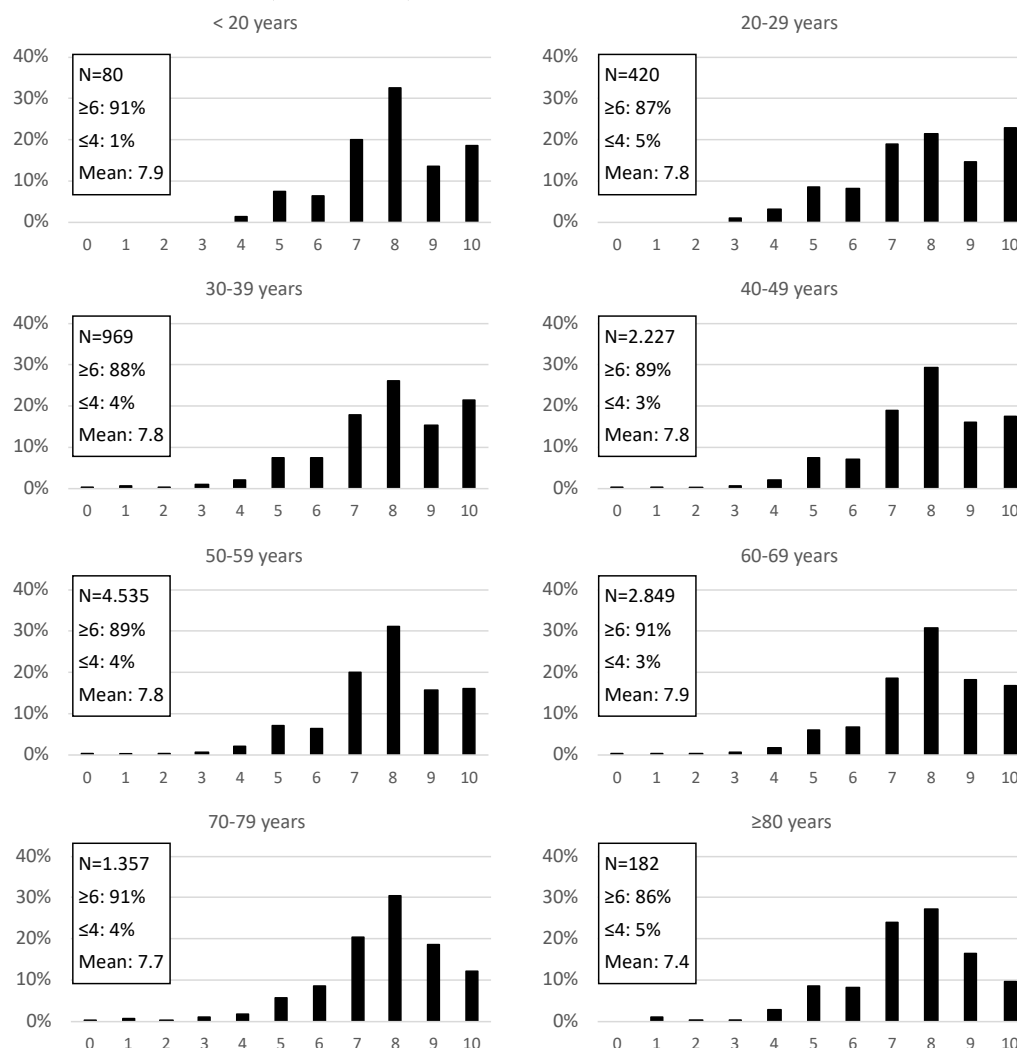 < 20 years
40%
30%
20%
10%
0%
N=80
≥6: 91%
≤4: 1%
Mean: 7.9
0 1 2 3 4 5 6 7 8 9 10
20-29 years
40%
30%
20%
10%
0%
N=420
≥6: 87%
≤4: 5%
Mean: 7.8
0 1 2 3 4 5 6 7 8 9 10
30-39 years
40%
30%
20%
10%
0%
N=969
≥6: 88%
≤4: 4%
Mean: 7.8
0 1 2 3 4 5 6 7 8 9 10
40-49 years
40%
30%
20%
10%
0%
N=2.227
≥6: 89%
≤4: 3%
Mean: 7.8
0 1 2 3 4 5 6 7 8 9 10
50-59 years
40%
30%
20%
10%
0%
N=4.535
≥6: 89%
≤4: 4%
Mean: 7.8
0 1 2 3 4 5 6 7 8 9 10
60-69 years
40%
30%
20%
10%
0%
N=2.849
≥6: 91%
≤4: 3%
Mean: 7.9
0 1 2 3 4 5 6 7 8 9 10
70-79 years
40%
30%
20%
10%
0%
N=1.357
≥6: 91%
≤4: 4%
Mean: 7.7
0 1 2 3 4 5 6 7 8 9 10
≥80 years
40%
30%
20%
10%
0%
N=182
≥6: 86%
≤4: 5%
Mean: 7.4
0 1 2 3 4 5 6 7 8 9 10